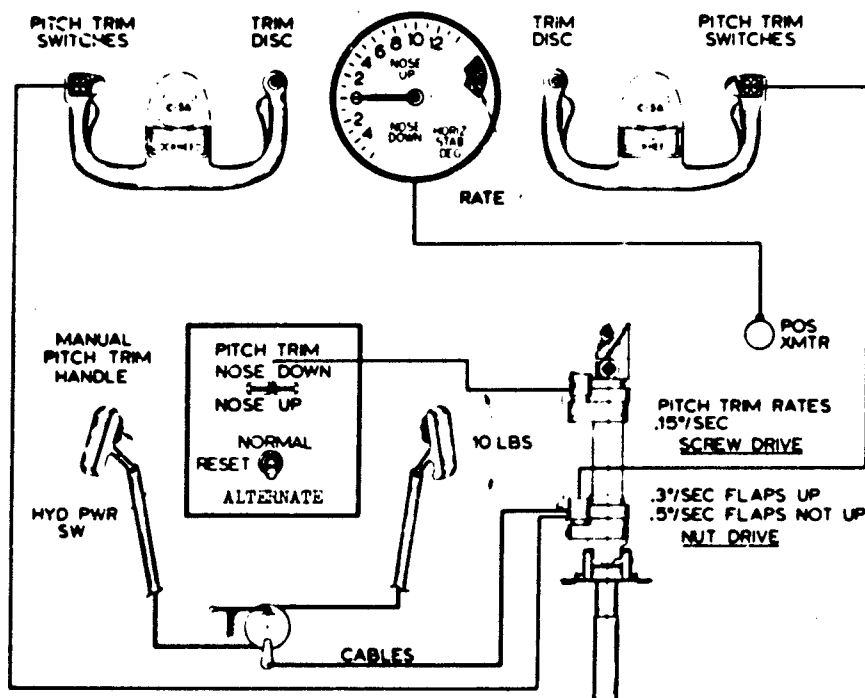 PITCH TRIM
SWITCHES
TRIM
DISC
2
4
6
8
10
12
NOSE
UP
0
2
4
NOSE
DOWN
HORIZ
STAB
DEG
TRIM
DISC
PITCH TRIM
SWITCHES
C-5A
C-5A
RATE
POS
XMTR
MANUAL
PITCH TRIM
HANDLE
PITCH TRIM
NOSE DOWN
NOSE UP
NORMAL
RESET
ALTERNATE
10 LBS
HYD PWR
SW
PITCH TRIM RATES
.15°/SEC
SCREW DRIVE
.3°/SEC FLAPS UP
.5°/SEC FLAPS NOT UP
NUT DRIVE
CABLES